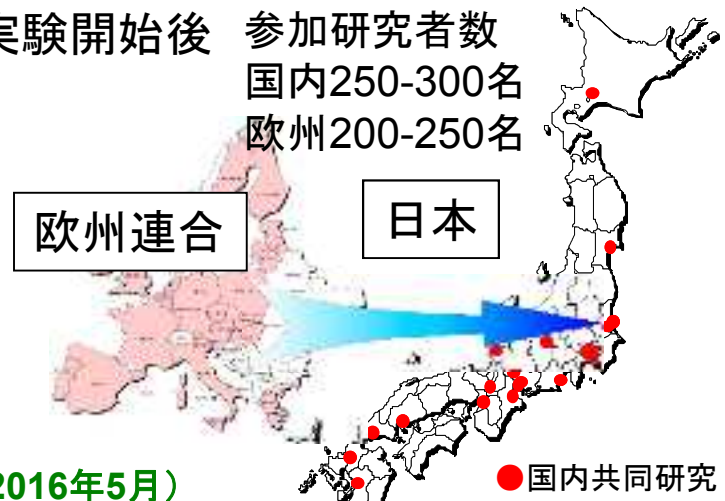 実験開始後
参加研究者数
国内250-300名
欧州200-250名
欧州連合
日本
2016年5月）
●国内共同研究